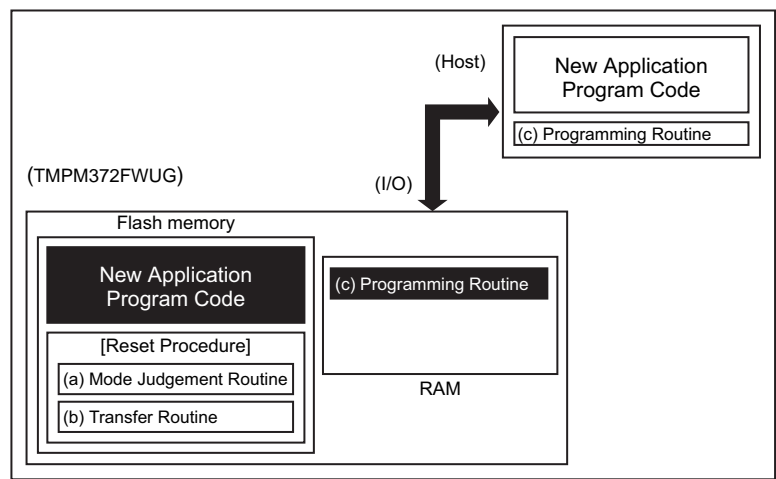 (Host)
New Application
Program Code
(c) Programming Routine
(TMPM372FWUG)
(I/O)
Flash memory
New Application
Program Code
[Reset Procedure]
(a) Mode Judgement Routine
(b) Transfer Routine
(c) Programming Routine
RAM